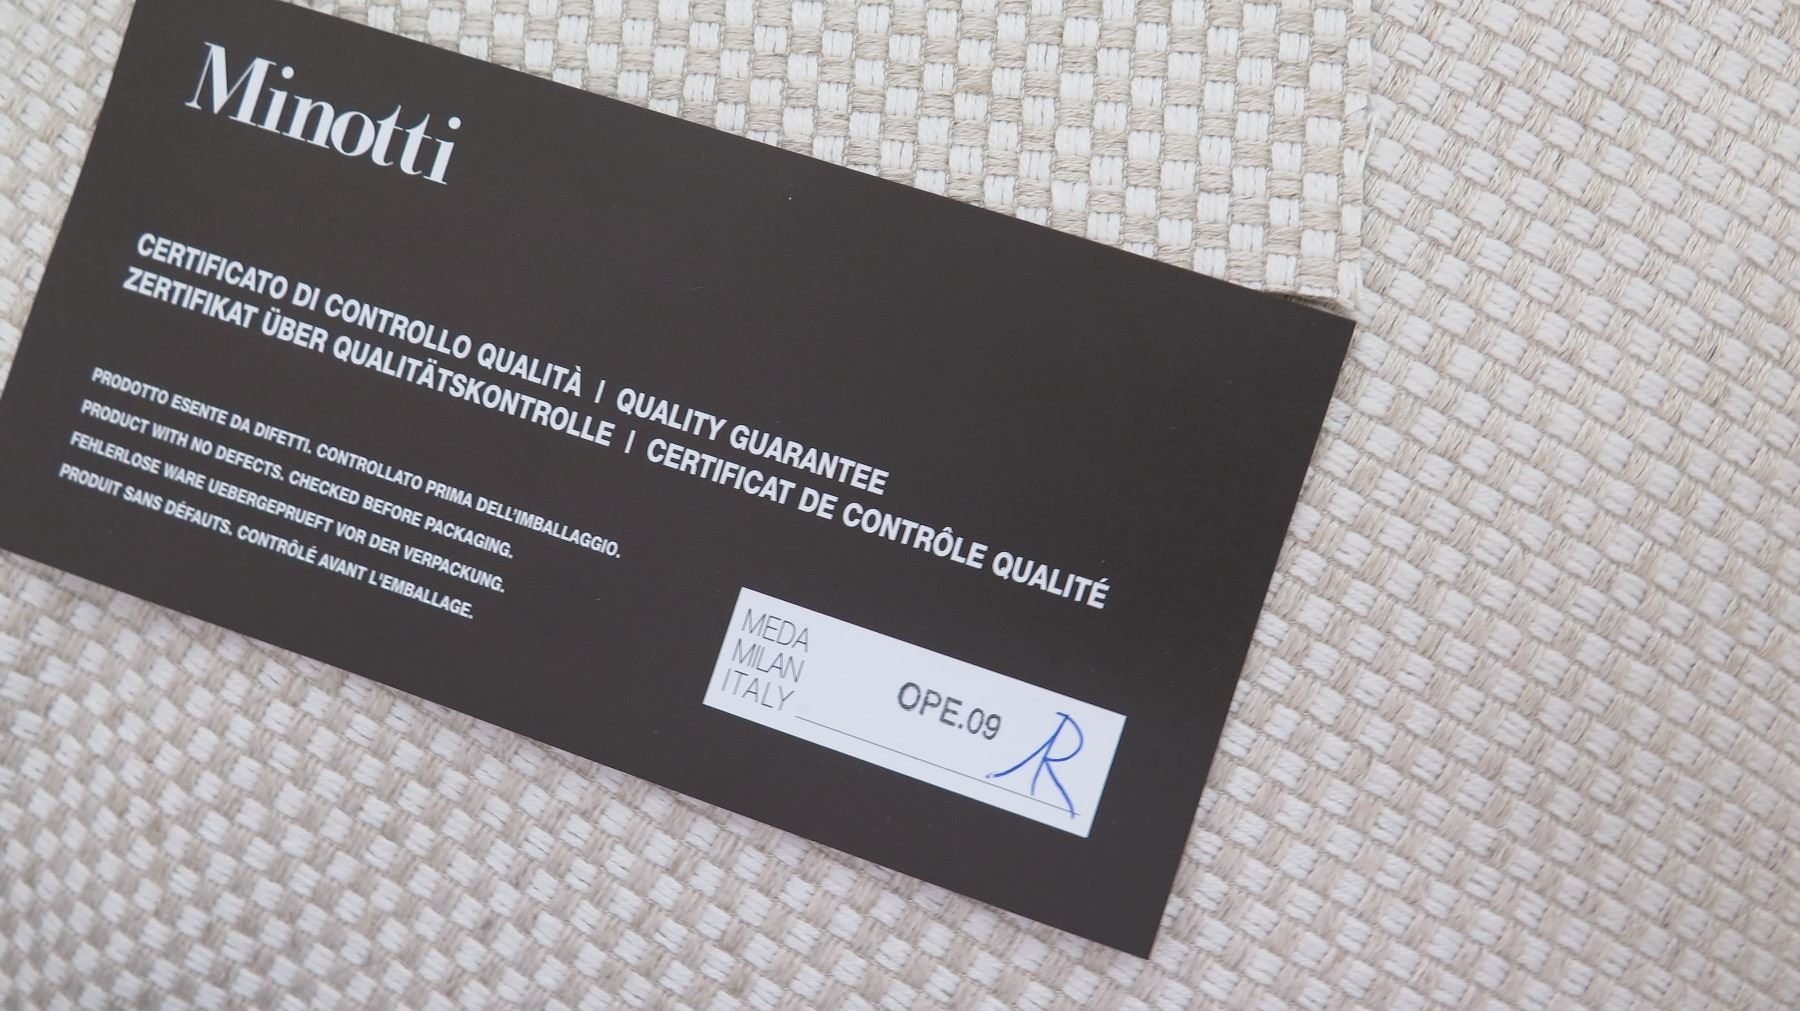 Minotti
CERTIFICATO DI CONTROLLO QUALITÀ | QUALITY GUARANTEE
ZERTIFIKAT ÜBER QUALITÄTSKONTROLLE | CERTIFICAT DE CONTRÔLE QUALITÉ
PRODOTTO ESENTE DA DIFETTI. CONTROLLATO PRIMA DELL'IMBALLAGGIO.
PRODUCT WITH NO DEFECTS. CHECKED BEFORE PACKAGING.
FEHLERLOSE WARE UEBERGEPRUEFT VOR DER VERPACKUNG.
PRODUIT SANS DÉFAUTS. CONTRÔLÉ AVANT L'EMBALLAGE.
MEDA
MILAN
ITALY
OPE.09